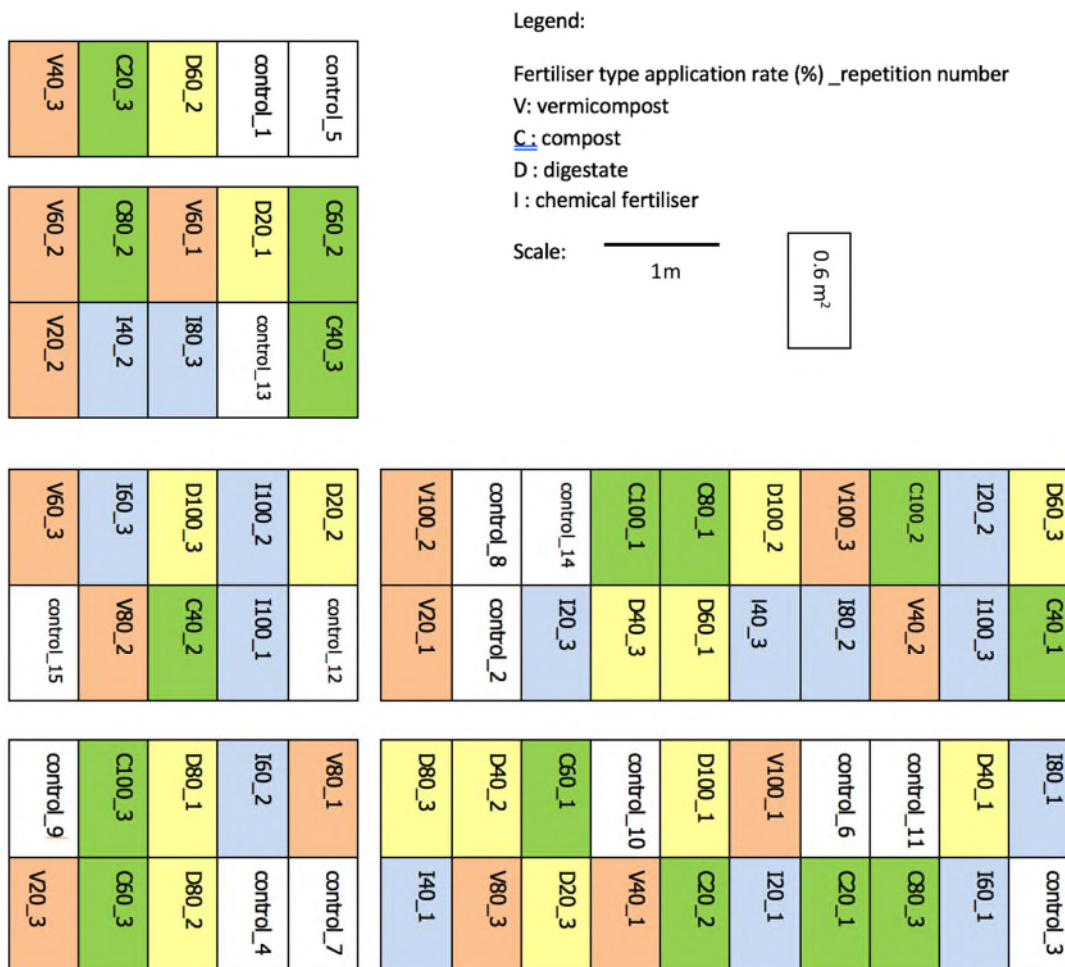 Legend:
Fertiliser type application rate (%) _repetition number
V: vermicompost
C : compost
D : digestate
I : chemical fertiliser
Scale:
1m
0.6 m²
V40_3 C20_3 D60_2 control_1 control_5
V60_2 C80_2 V60_1 D20_1 C60_2
V20_2 I40_2 I80_3 control_13 C40_3
V60_3 I60_3 D100_3 I100_2 D20_2
control_15 V80_2 C40_2 I100_1 control_12
V100_2 control_8 control_14 C100_1 C80_1 D100_2 V100_3 C100_2 I20_2 D60_3
V20_1 control_2 I20_3 D40_3 D60_1 I40_3 I80_2 V40_2 I100_3 C40_1
control_9 C100_3 D80_1 I60_2 V80_1
V20_3 C60_3 D80_2 control_4 control_7
D80_3 D40_2 C60_1 control_10 D100_1 V100_1 control_6 control_11 D40_1 I80_1
I40_1 V80_3 D20_3 V40_1 C20_2 I20_1 C20_1 C80_3 I60_1 control_3